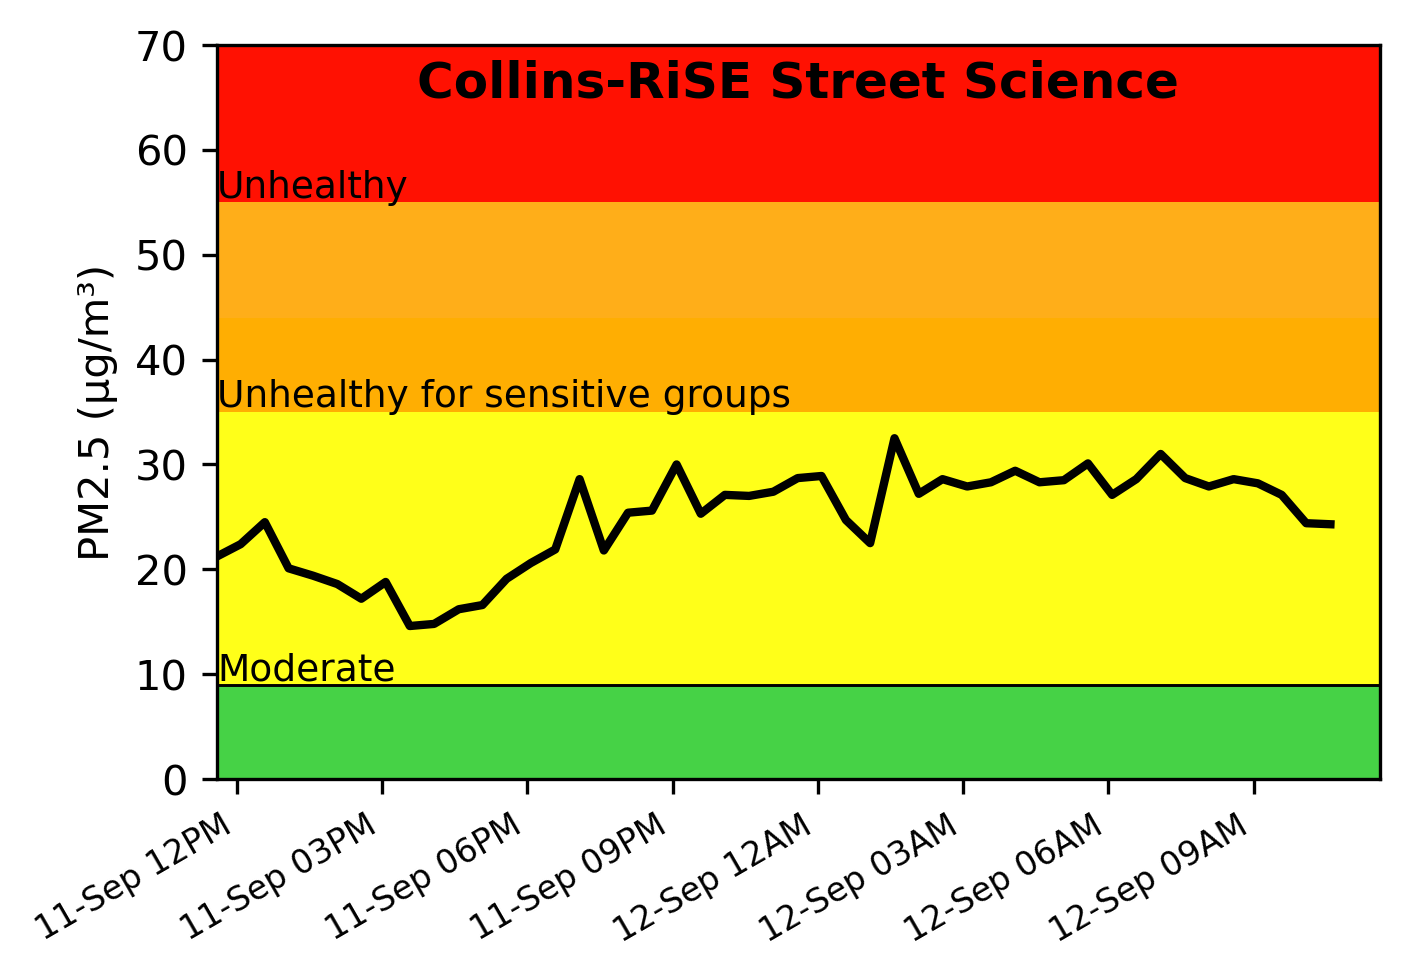 Collins-RiSE Street Science
70
60
Unhealthy
50
40
Unhealthy for sensitive groups
30
20
10
Moderate
0
PM2.5 (µg/m³)
11-Sep 12PM
11-Sep 03PM
11-Sep 06PM
11-Sep 09PM
12-Sep 12AM
12-Sep 03AM
12-Sep 06AM
12-Sep 09AM